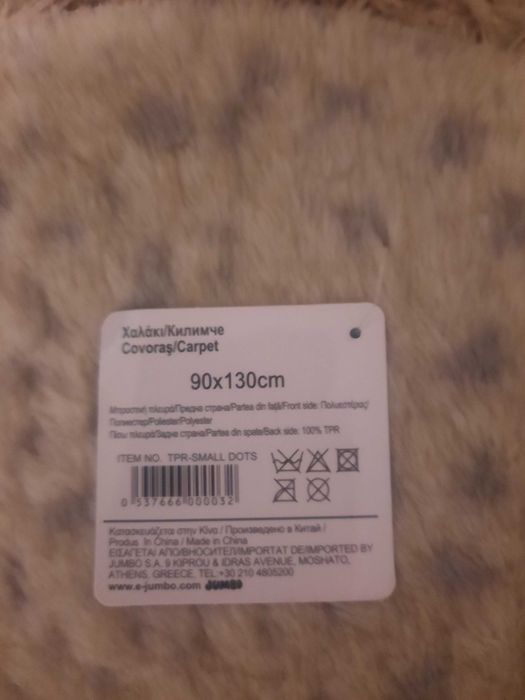 Χαλάκι/Килимче
Covoraş/Carpet
90x130cm
Μπροστινή πλευρά/Предна страна/Partea din faţă/Front side: Πολυεστέρας/
Полиестер/Poliester/Polyester
Πίσω πλευρά/Задна страна/Partea din spate/Back side: 100% TPR
ITEM NO. TPR-SMALL DOTS
0 537666 000032
Κατασκευάζεται στην Κίνα / Произведено в Китай /
Produs în China / Made in China
ΕΙΣΑΓΕΤΑΙ ΑΠΟ/ВНОСИТЕЛ/IMPORTAT DE/IMPORTED BY
JUMBO S.A. 9 KIPROU & IDRAS AVENUE, MOSHATO,
ATHENS, GREECE, TEL:+30 210 4805200
www.e-jumbo.com JUMBO